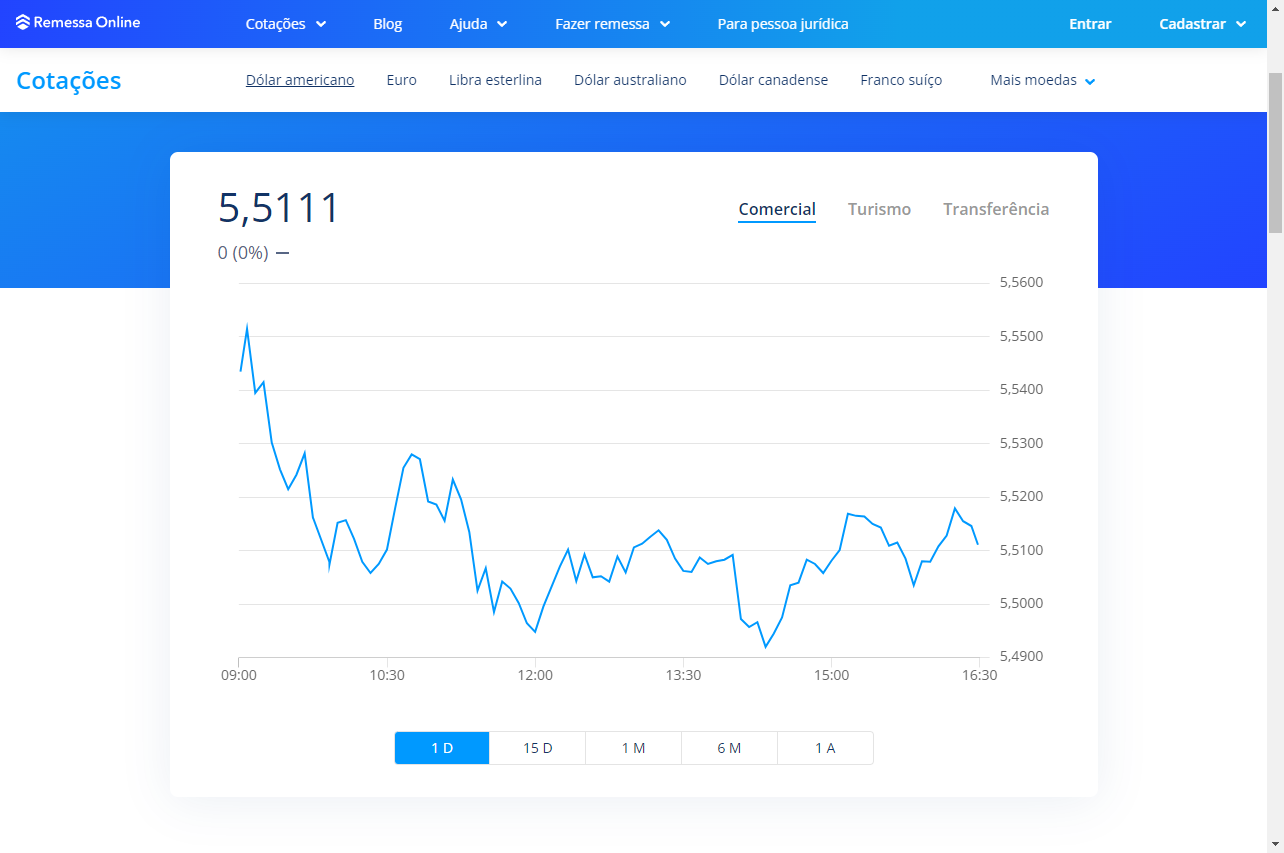 Remessa Online
Cotações
Blog
Ajuda
Fazer remessa
Para pessoa jurídica
Entrar
Cadastrar
Cotações
Dólar americano
Euro
Libra esterlina
Dólar australiano
Dólar canadense
Franco suíço
Mais moedas
5,5111
0 (0%) —
Comercial
Turismo
Transferência
5,5600
5,5500
5,5400
5,5300
5,5200
5,5100
5,5000
5,4900
09:00
10:30
12:00
13:30
15:00
16:30
1 D
15 D
1 M
6 M
1 A